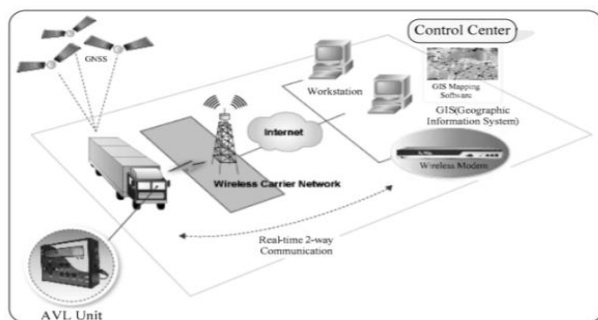 GNSS
Control Center
GIS Mapping
Software
Workstation
GIS(Geographic
Information System)
Internet
Wireless Modem
Wireless Carrier Network
Real-time 2-way
Communication
AVL Unit